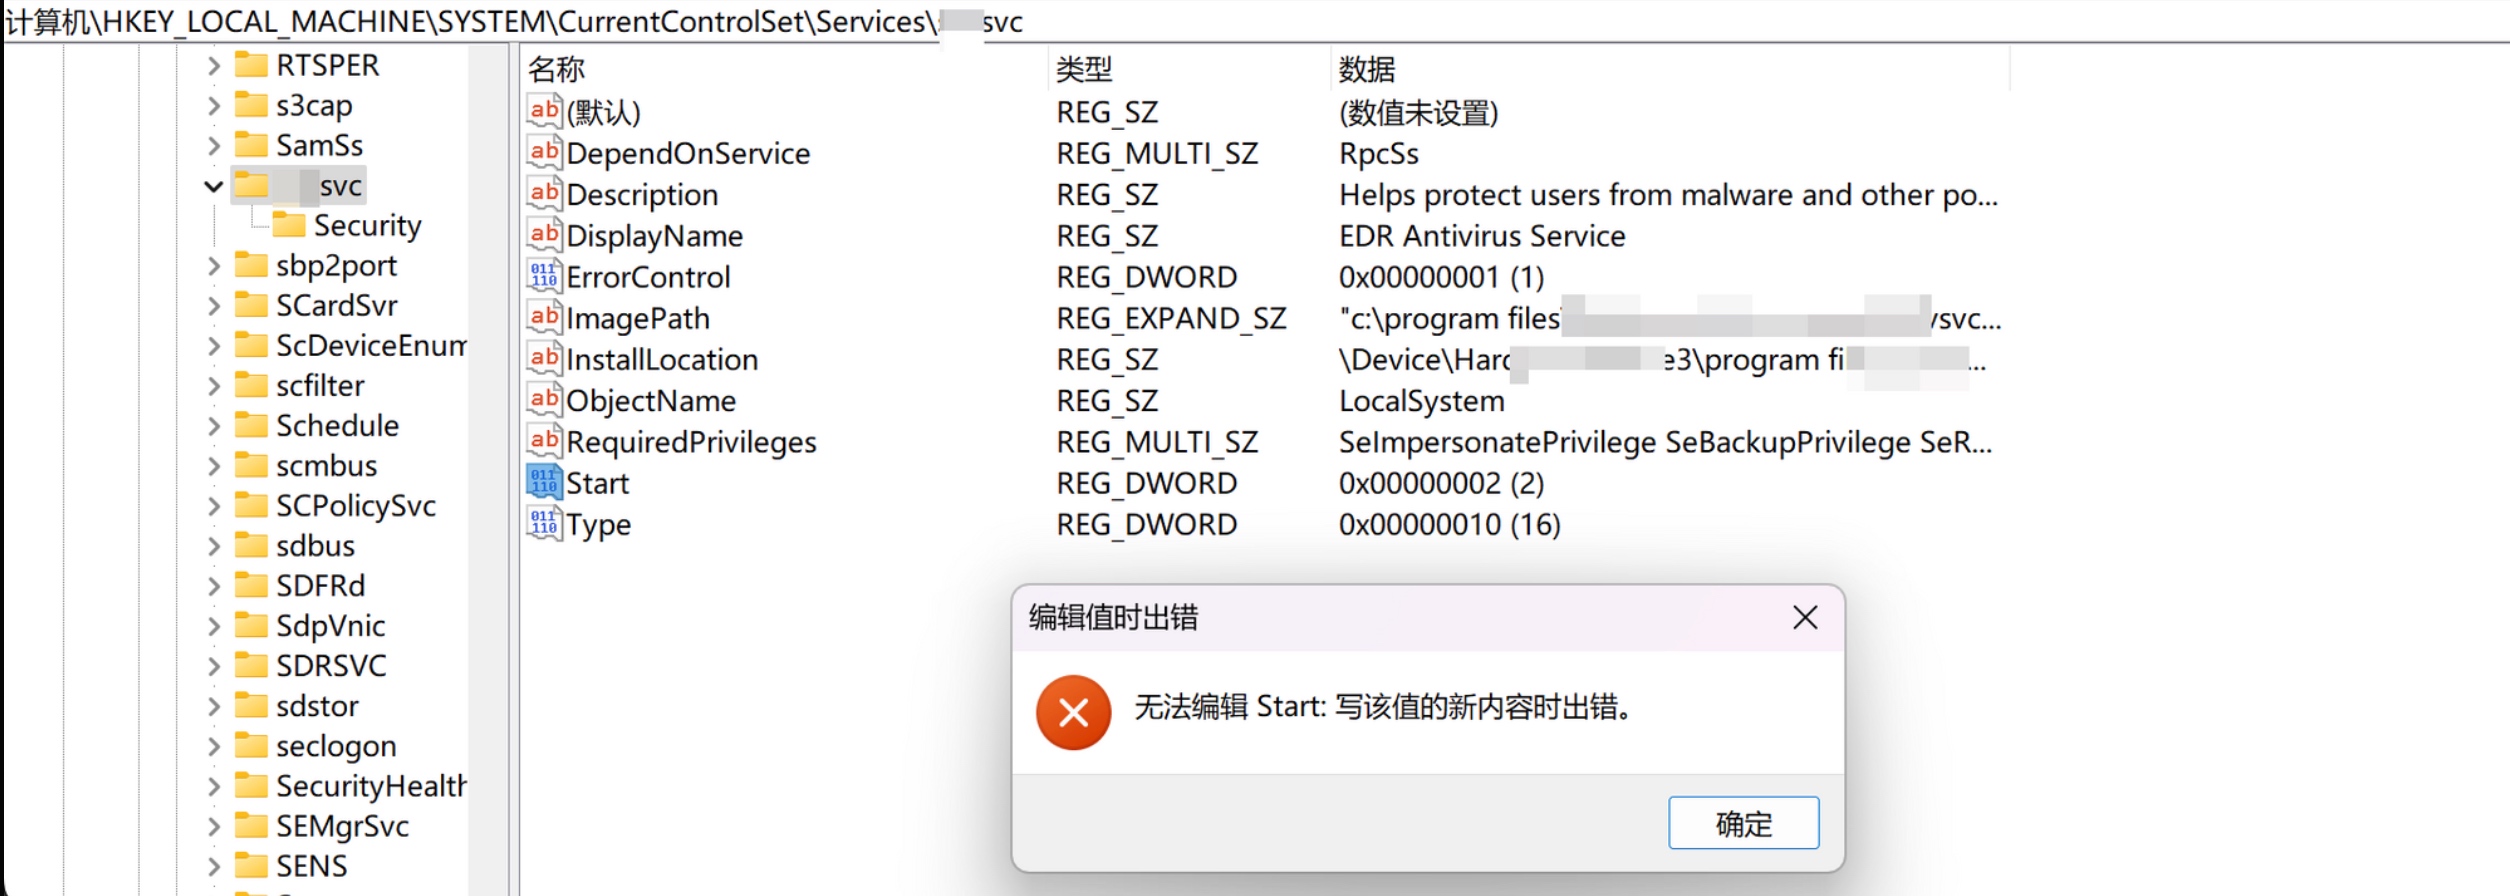 计算机\HKEY_LOCAL_MACHINE\SYSTEM\CurrentControlSet\Services\ svc
RTSPER
s3cap
SamSs
svc
Security
sbp2port
SCardSvr
ScDeviceEnum
scfilter
Schedule
scmbus
SCPolicySvc
sdbus
SDFRd
SdpVnic
SDRSVC
sdstor
seclogon
SecurityHealth
SEMgrSvc
SENS
名称 类型 数据
(默认) REG_SZ (数值未设置)
DependOnService REG_MULTI_SZ RpcSs
Description REG_SZ Helps protect users from malware and other po...
DisplayName REG_SZ EDR Antivirus Service
ErrorControl REG_DWORD 0x00000001 (1)
ImagePath REG_EXPAND_SZ "c:\program files svc...
InstallLocation REG_SZ \Device\Hard e3\program fi ...
ObjectName REG_SZ LocalSystem
RequiredPrivileges REG_MULTI_SZ SeImpersonatePrivilege SeBackupPrivilege SeR...
Start REG_DWORD 0x00000002 (2)
Type REG_DWORD 0x00000010 (16)
编辑值时出错
无法编辑 Start: 写该值的新内容时出错。
确定